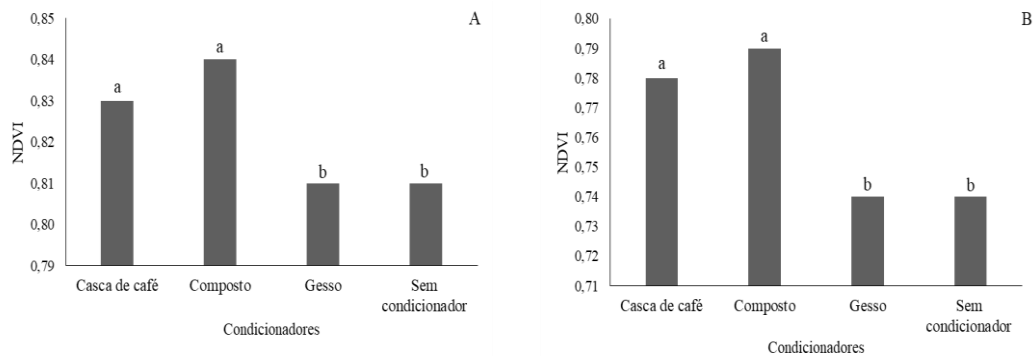 A
0,85
0,84
0,83
0,82
0,81
0,80
0,79
NDVI
a
a
b
b
Casca de café
Composto
Gesso
Sem
condicionador
Condicionadores
B
0,80
0,79
0,78
0,77
0,76
0,75
0,74
0,73
0,72
0,71
NDVI
a
a
b
b
Casca de café
Composto
Gesso
Sem
condicionador
Condicionadores